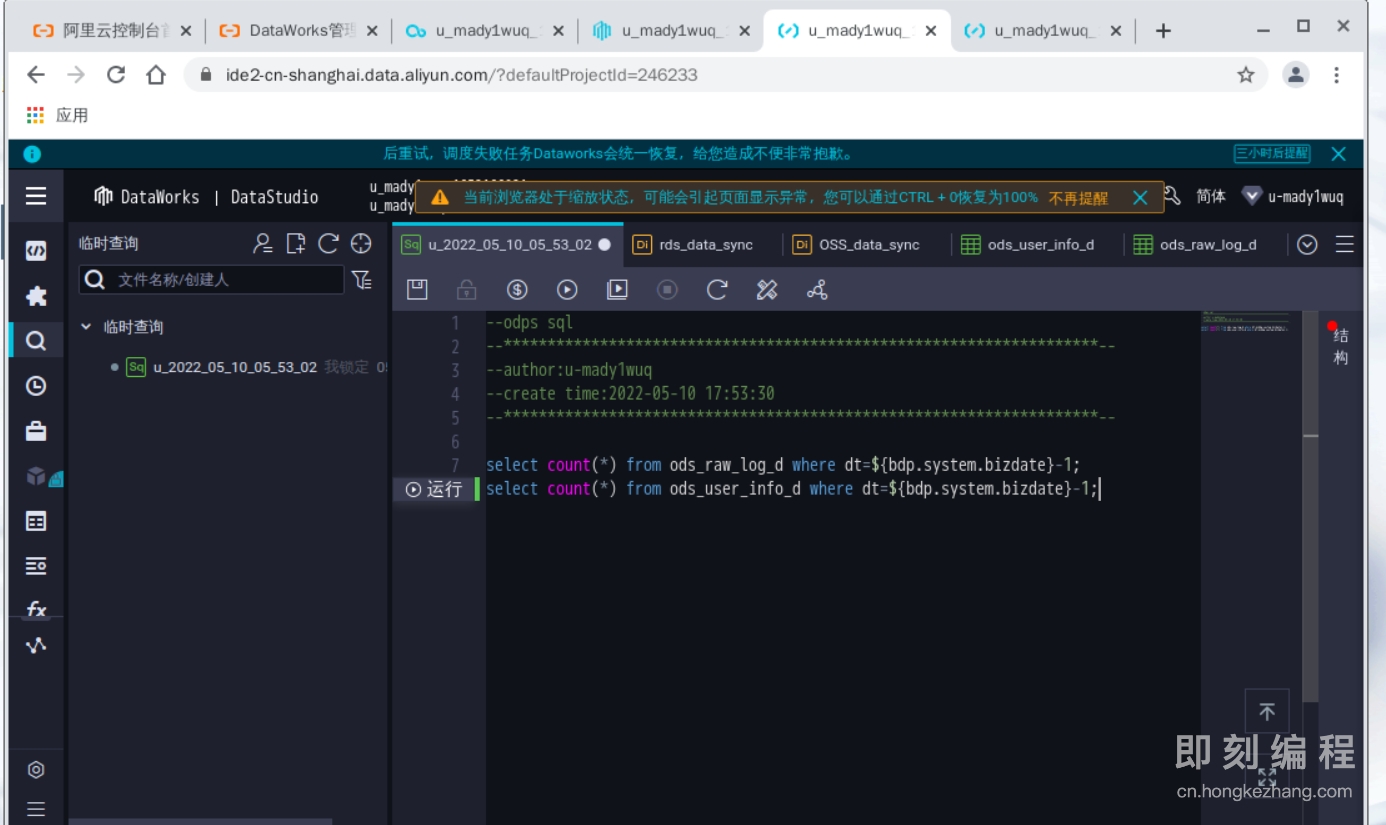 阿里云控制台首
DataWorks管理
u_mady1wuq_
u_mady1wuq_
u_mady1wuq_
u_mady1wuq_
ide2-cn-shanghai.data.aliyun.com/?defaultProjectId=246233
应用
后重试，调度失败任务Dataworks会统一恢复，给您造成不便非常抱歉。
三小时后提醒
DataWorks | DataStudio
u_mady
u_mady
当前浏览器处于缩放状态，可能会引起页面显示异常，您可以通过CTRL + 0恢复为100% 不再提醒
简体
u-mady1wuq
临时查询
Sq u_2022_05_10_05_53_02
Di rds_data_sync
Di OSS_data_sync
ods_user_info_d
ods_raw_log_d
文件名称/创建人
临时查询
Sq u_2022_05_10_05_53_02 我锁定
1 --odps sql
2 --********************************************************************--
3 --author:u-mady1wuq
4 --create time:2022-05-10 17:53:30
5 --********************************************************************--
6
7 select count(*) from ods_raw_log_d where dt=${bdp.system.bizdate}-1;
运行 select count(*) from ods_user_info_d where dt=${bdp.system.bizdate}-1;
结构
fx
即刻编程
cn.hongkezhang.com